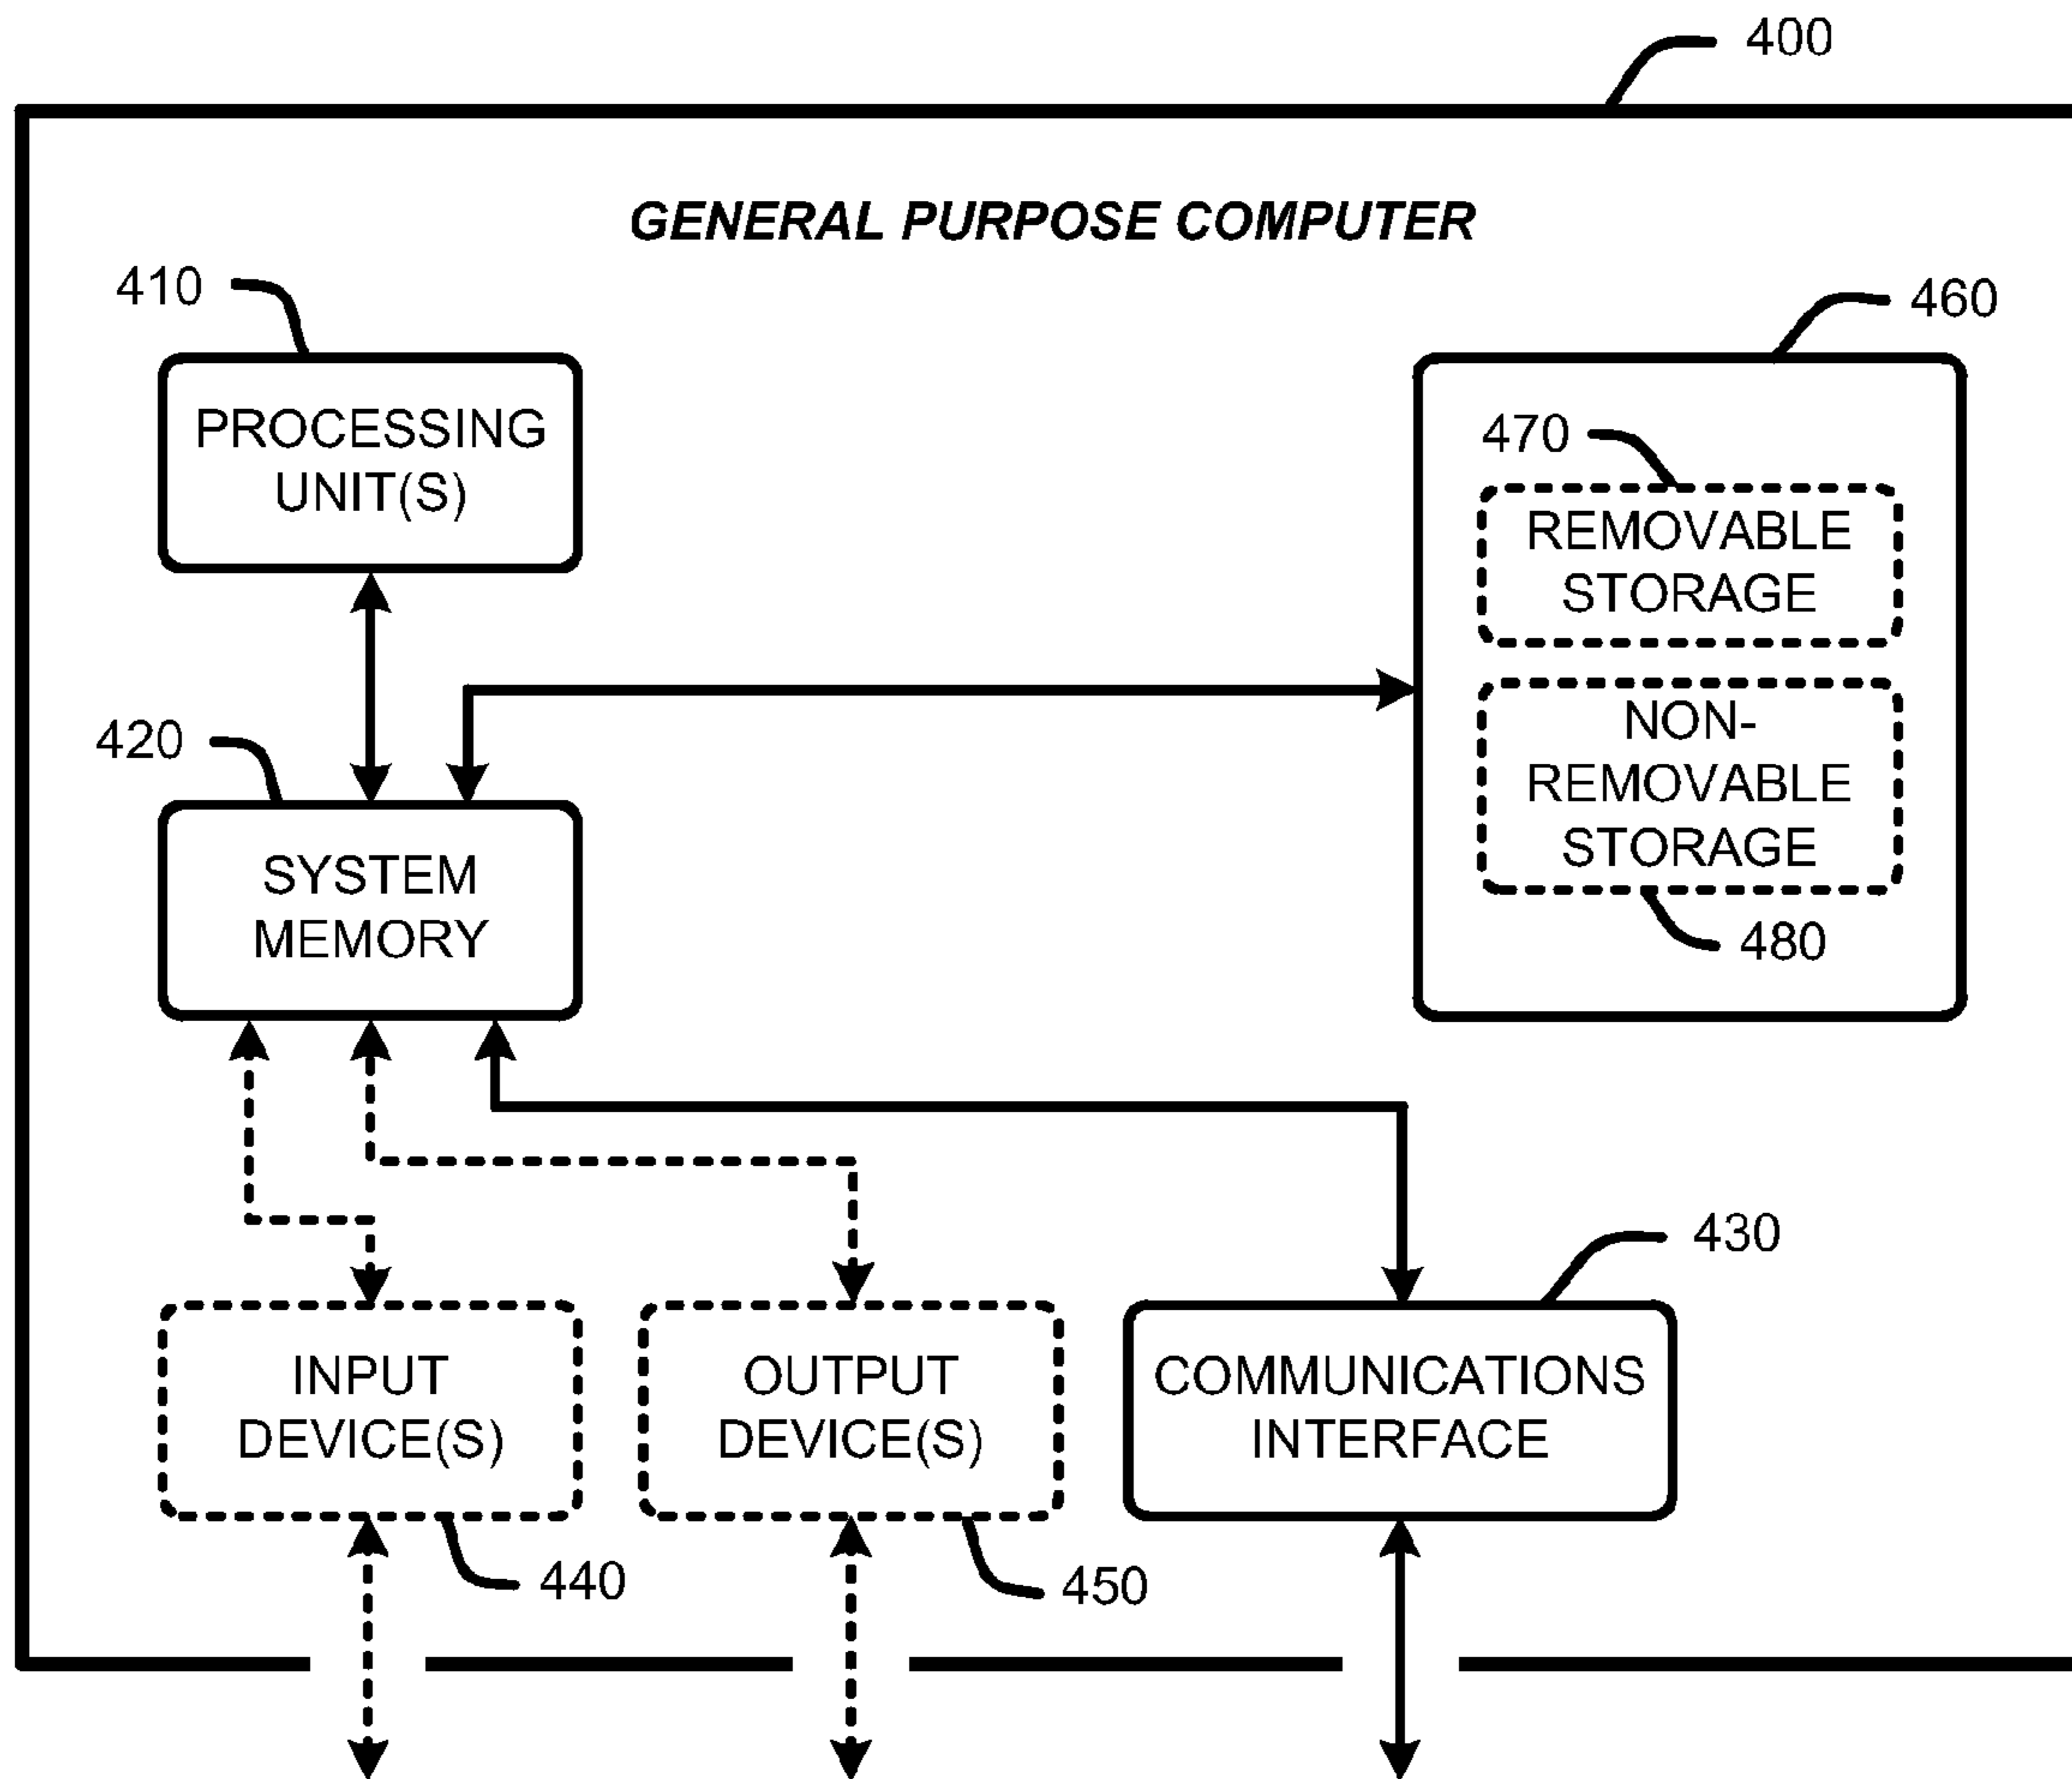 400
GENERAL PURPOSE COMPUTER
410
460
PROCESSING
UNIT(S)
470
REMOVABLE
STORAGE
NON-
REMOVABLE
STORAGE
480
420
SYSTEM
MEMORY
430
INPUT
DEVICE(S)
OUTPUT
DEVICE(S)
COMMUNICATIONS
INTERFACE
440
450